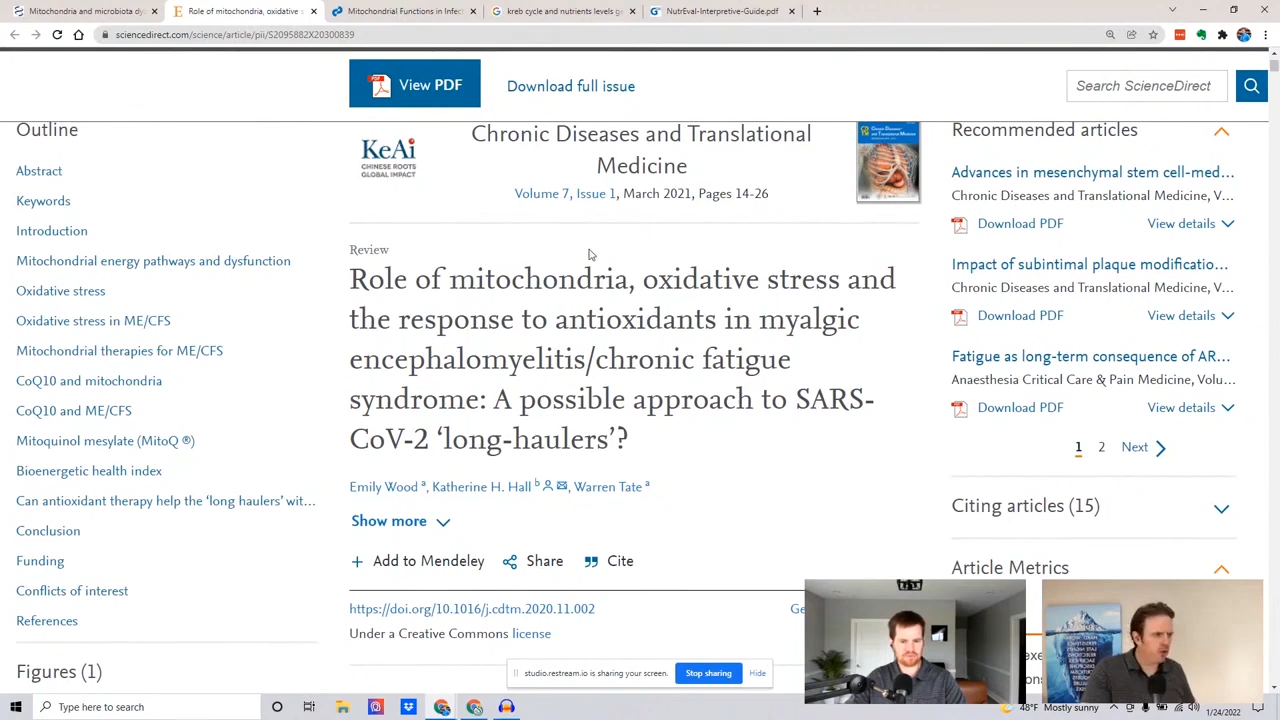 Mitochondria and microbiota dy
Role of mitochondria, oxidative s
Mitochondrial Functions in Infec
kreb cycle and nutrients levels ge
NutrEval-Interpretive-Guide.pdf
sciencedirect.com/science/article/pii/S2095882X20300839
View PDF
Download full issue
Search ScienceDirect
Outline
Abstract
Keywords
Introduction
Mitochondrial energy pathways and dysfunction
Oxidative stress
Oxidative stress in ME/CFS
Mitochondrial therapies for ME/CFS
CoQ10 and mitochondria
CoQ10 and ME/CFS
Mitoquinol mesylate (MitoQ ®)
Bioenergetic health index
Can antioxidant therapy help the ‘long haulers’ wit...
Conclusion
Funding
Conflicts of interest
References
Figures (1)
KeAi
CHINESE ROOTS
GLOBAL IMPACT
Chronic Diseases and Translational
Medicine
Volume 7, Issue 1, March 2021, Pages 14-26
Review
Role of mitochondria, oxidative stress and
the response to antioxidants in myalgic
encephalomyelitis/chronic fatigue
syndrome: A possible approach to SARS-
CoV-2 ‘long-haulers’?
Emily Wood a, Katherine H. Hall b, Warren Tate a
Show more
Add to Mendeley
Share
Cite
https://doi.org/10.1016/j.cdtm.2020.11.002
Ge
Under a Creative Commons license
Recommended articles
Advances in mesenchymal stem cell-med...
Chronic Diseases and Translational Medicine, V...
Download PDF
View details
Impact of subintimal plaque modificatio...
Chronic Diseases and Translational Medicine, V...
Download PDF
View details
Fatigue as long-term consequence of AR...
Anaesthesia Critical Care & Pain Medicine, Volu...
Download PDF
View details
1 2 Next
Citing articles (15)
Article Metrics
studio.restream.io is sharing your screen.
Stop sharing
Hide
Type here to search
48°F Mostly sunny
1/24/2022